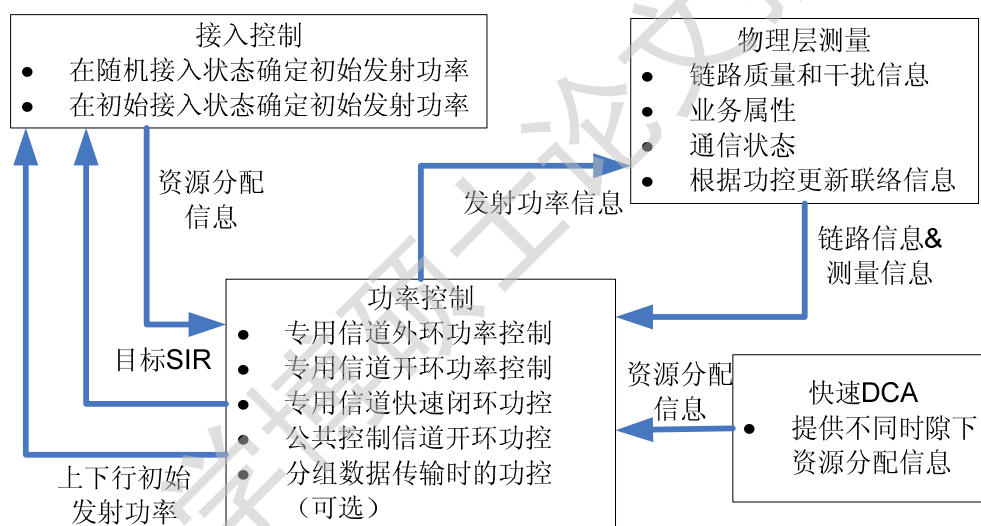 接入控制
● 在随机接入状态确定初始发射功率
● 在初始接入状态确定初始发射功率
物理层测量
● 链路质量和干扰信息
● 业务属性
● 通信状态
● 根据功控更新联络信息
资源分配
信息
发射功率信息
链路信息&
测量信息
功率控制
● 专用信道外环功率控制
● 专用信道开环功率控制
● 专用信道快速闭环功控
● 公共控制信道开环功控
● 分组数据传输时的功控
（可选）
目标SIR
上下行初始
发射功率
资源分配
信息
快速DCA
● 提供不同时隙下
资源分配信息
学博硕士论文